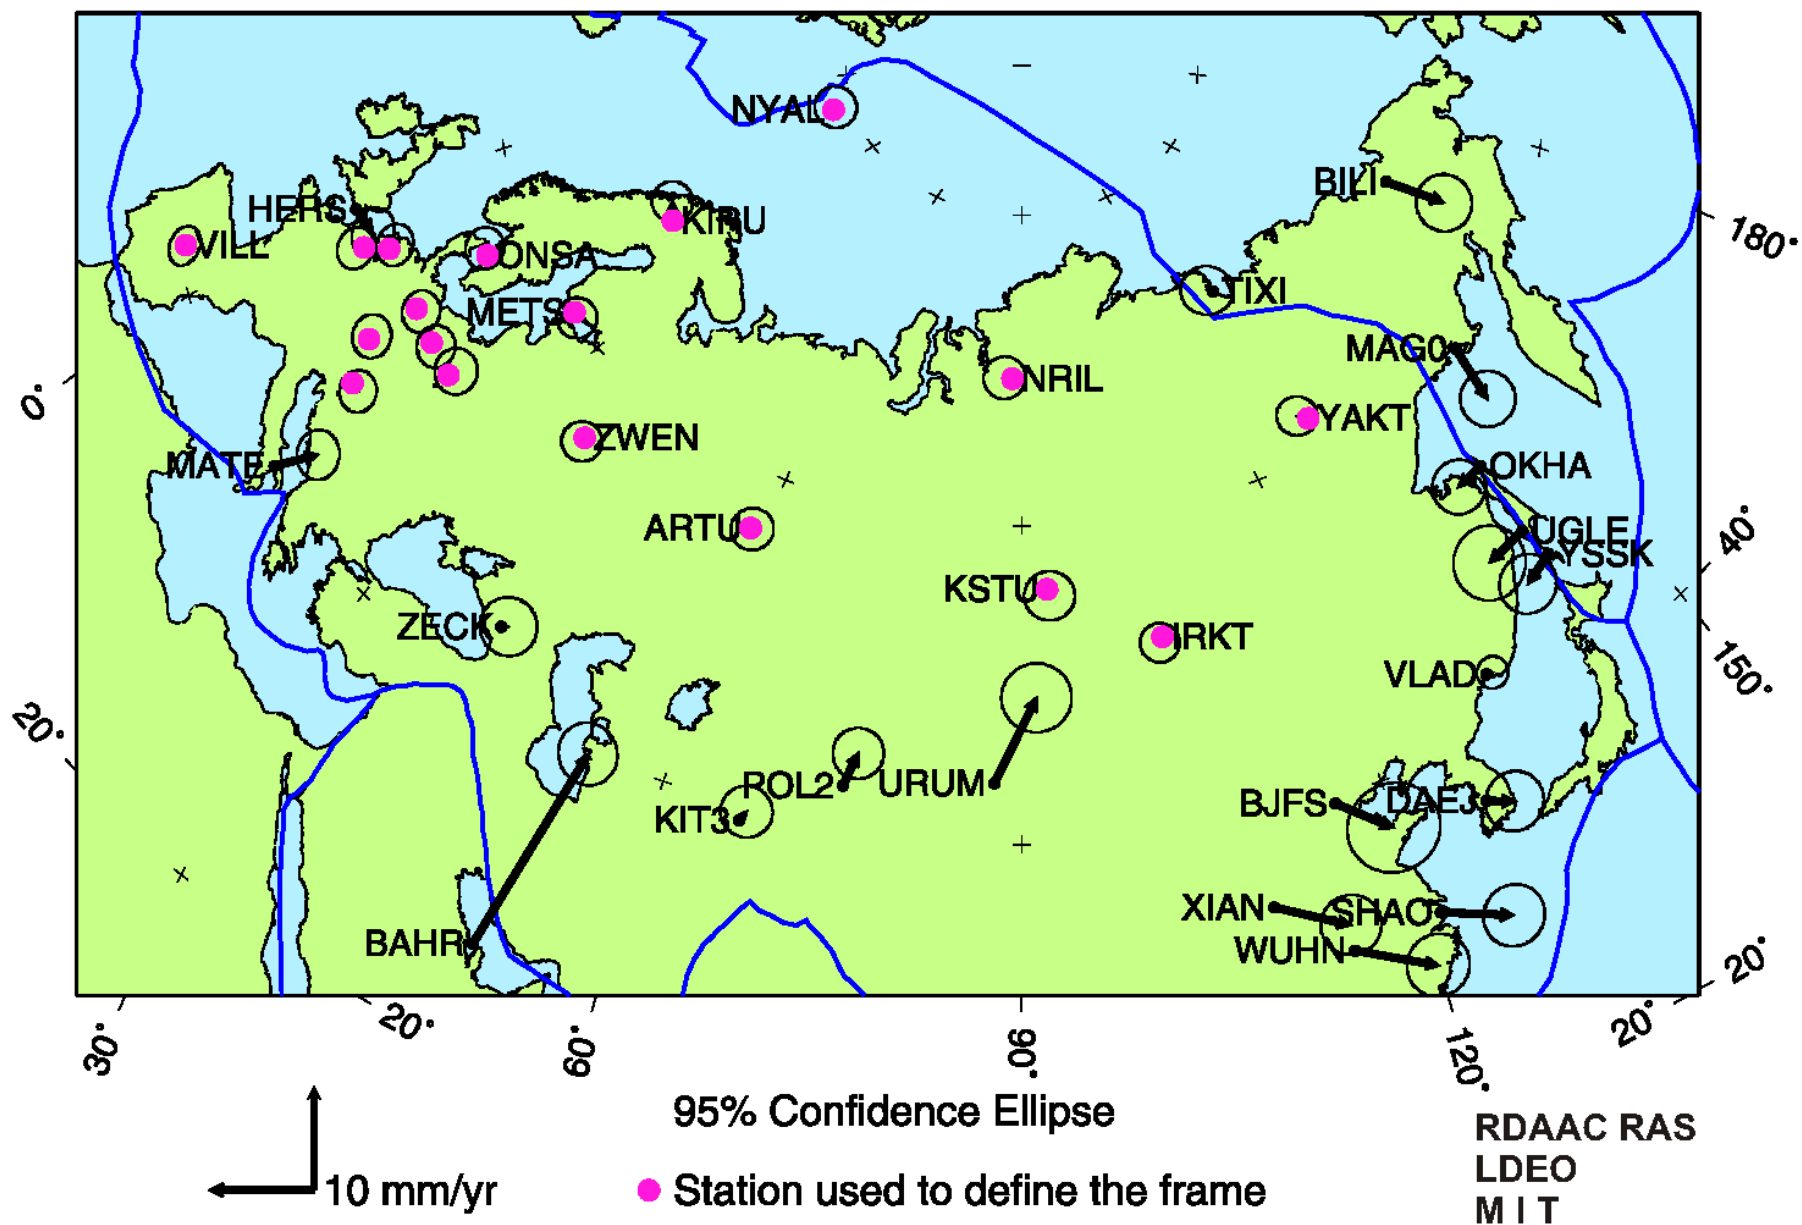 NYAL
BILI
180°
HERS
KIRU
VILL
ONSA
TIXI
METS
MAG0
0°
NRIL
YAKT
ZWEN
MATE
OKHA
ARTU
UGLE
40°
YSSK
KSTU
ZECK
IRKT
VLAD
150°
20°
POL2
URUM
BJFS
DAE3
KIT3
XIAN
SHAO
BAHR
WUHN
20°
30°
20°
60°
90°
120°
20°
95% Confidence Ellipse
10 mm/yr
Station used to define the frame
RDAAC RAS
LDEO
M I T